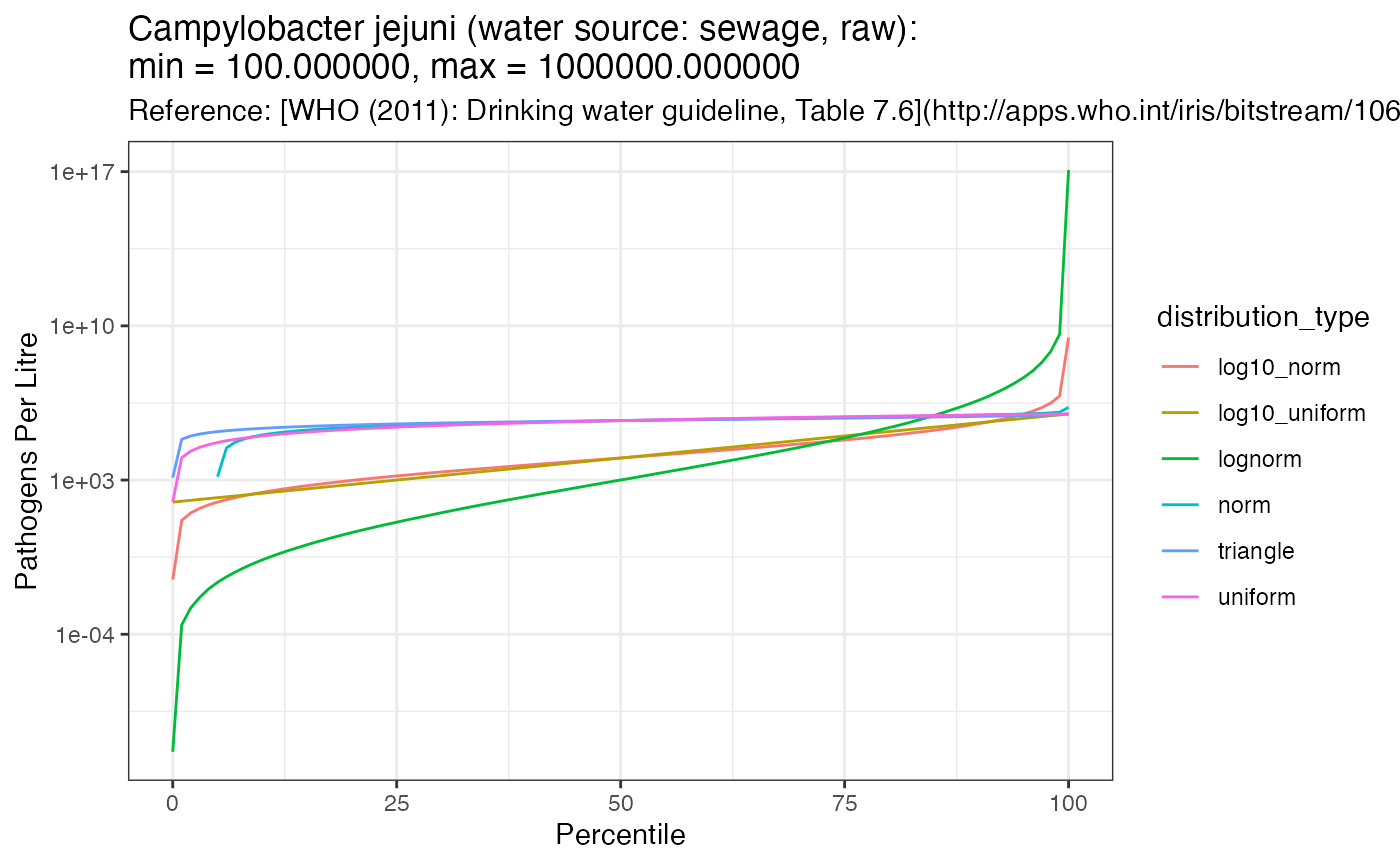 Campylobacter jejuni (water source: sewage, raw):
min = 100.000000, max = 1000000.000000
Reference: [WHO (2011): Drinking water guideline, Table 7.6](http://apps.who.int/iris/bitstream/106
Pathogens Per Litre
1e+17
1e+10
1e+03
1e-04
0 25 50 75 100
Percentile
distribution_type
log10_norm
log10_uniform
lognorm
norm
triangle
uniform